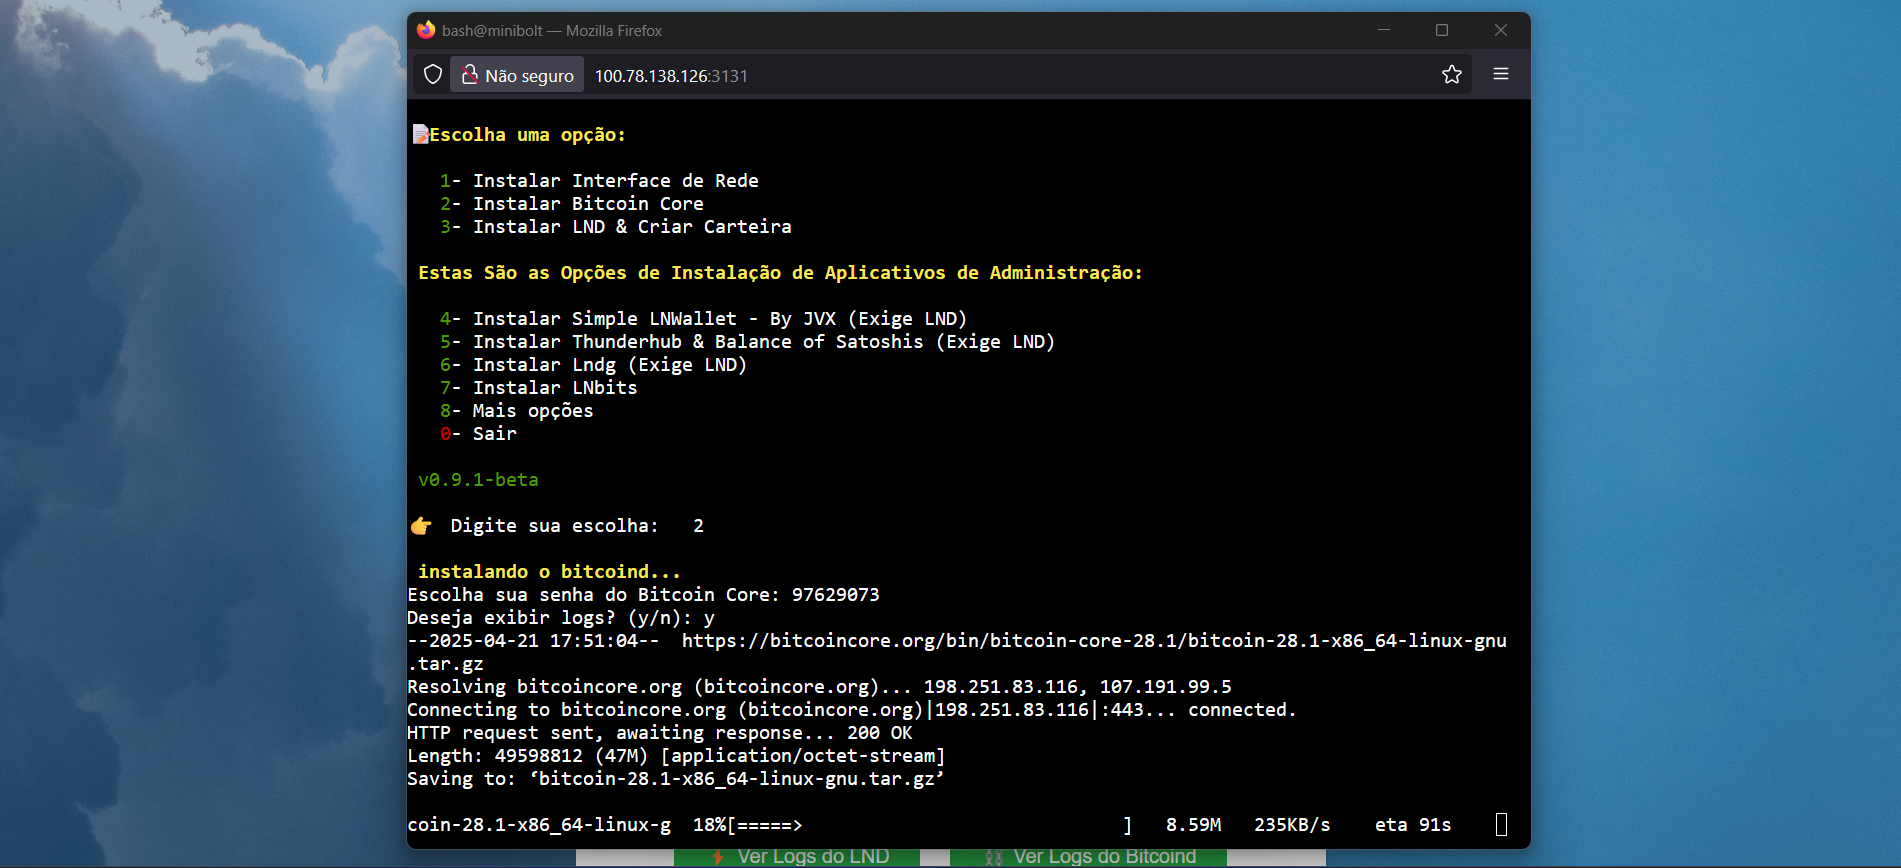 bash@minibolt — Mozilla Firefox
Não seguro 100.78.138.126:3131
Escolha uma opção:
1- Instalar Interface de Rede
2- Instalar Bitcoin Core
3- Instalar LND & Criar Carteira
Estas São as Opções de Instalação de Aplicativos de Administração:
4- Instalar Simple LNWallet - By JVX (Exige LND)
5- Instalar Thunderhub & Balance of Satoshis (Exige LND)
6- Instalar Lndg (Exige LND)
7- Instalar LNbits
8- Mais opções
0- Sair
v0.9.1-beta
Digite sua escolha: 2
instalando o bitcoind...
Escolha sua senha do Bitcoin Core: 97629073
Deseja exibir logs? (y/n): y
--2025-04-21 17:51:04-- https://bitcoincore.org/bin/bitcoin-core-28.1/bitcoin-28.1-x86_64-linux-gnu
.tar.gz
Resolving bitcoincore.org (bitcoincore.org)... 198.251.83.116, 107.191.99.5
Connecting to bitcoincore.org (bitcoincore.org)|198.251.83.116|:443... connected.
HTTP request sent, awaiting response... 200 OK
Length: 49598812 (47M) [application/octet-stream]
Saving to: ‘bitcoin-28.1-x86_64-linux-gnu.tar.gz’
coin-28.1-x86_64-linux-g 18%[=====> ] 8.59M 235KB/s eta 91s
Ver Logs do LND Ver Logs do Bitcoind